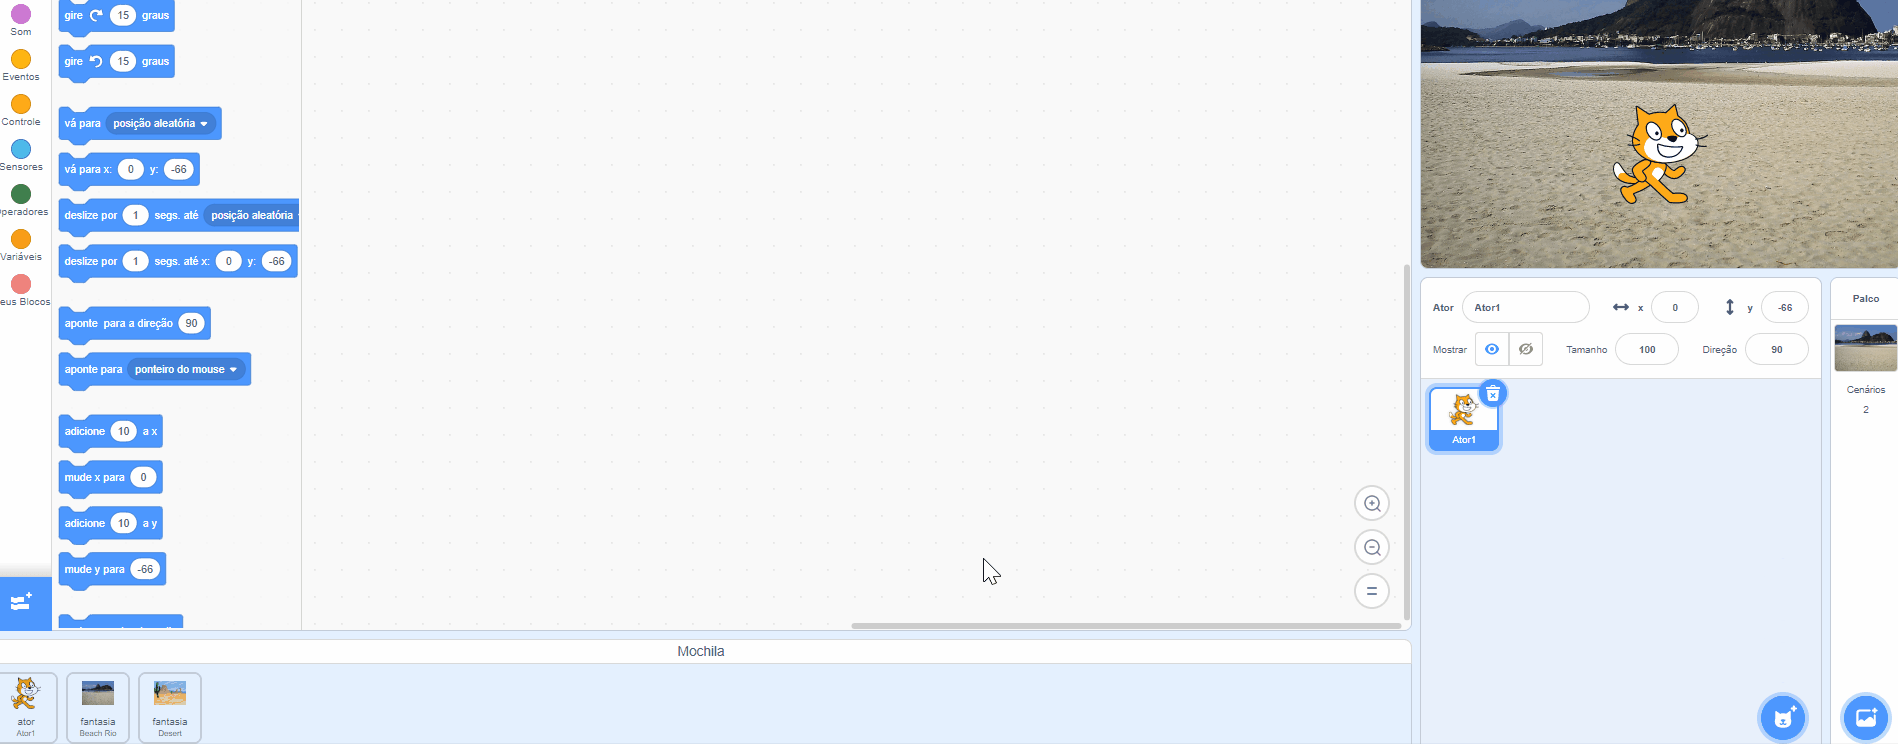 Som
Eventos
Controle
Sensores
peradores
Variáveis
eus Blocos
gire 15 graus
gire 15 graus
vá para posição aleatória
vá para x: 0 y: -66
deslize por 1 segs. até posição aleatória
deslize por 1 segs. até x: 0 y: -66
aponte para a direção 90
aponte para ponteiro do mouse
adicione 10 a x
mude x para 0
adicione 10 a y
mude y para -66
Mochila
ator
Ator1
fantasia
Beach Rio
fantasia
Desert
Ator Ator1 x 0 y -66
Mostrar Tamanho 100 Direção 90
Ator1
Palco
Cenários
2